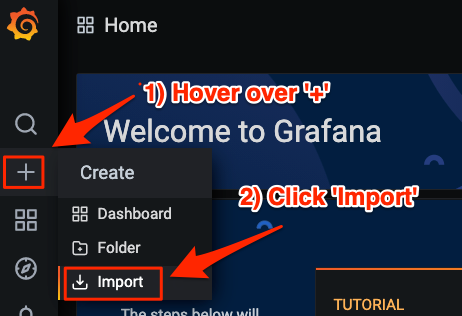 Home
1) Hover over '+'
Welcome to Grafana
Create
2) Click 'Import'
Dashboard
Folder
Import
TUTORIAL
The steps below will